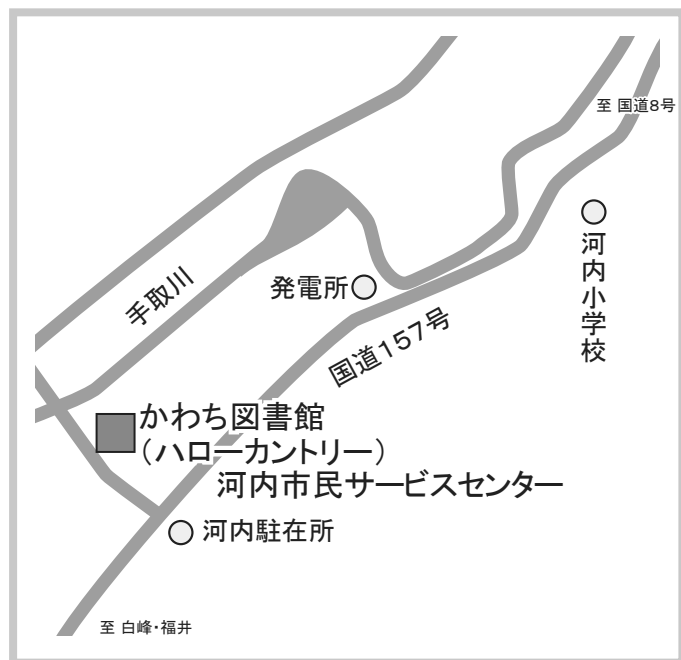 至 国道8号
河内小学校
手取川
発電所
国道157号
かわち図書館
（ハローカントリー）
河内市民サービスセンター
河内駐在所
至 白峰・福井